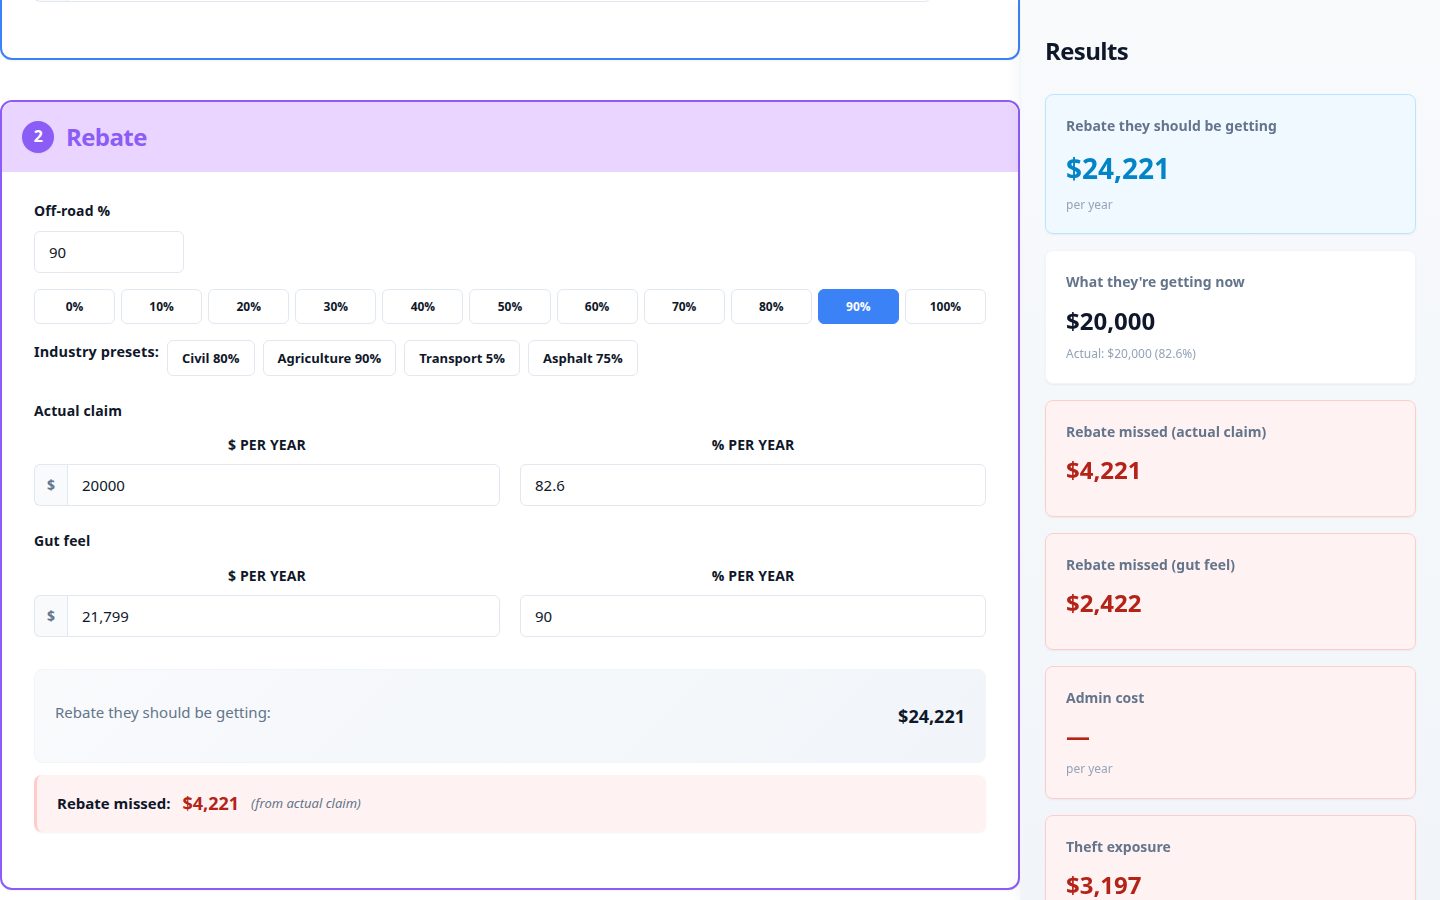 2
Rebate
Off-road %
90
0%
10%
20%
30%
40%
50%
60%
70%
80%
90%
100%
Industry presets:
Civil 80%
Agriculture 90%
Transport 5%
Asphalt 75%
Actual claim
$ PER YEAR
% PER YEAR
$
20000
82.6
Gut feel
$ PER YEAR
% PER YEAR
$
21,799
90
Rebate they should be getting:
$24,221
Rebate missed:
$4,221
(from actual claim)
Results
Rebate they should be getting
$24,221
per year
What they're getting now
$20,000
Actual: $20,000 (82.6%)
Rebate missed (actual claim)
$4,221
Rebate missed (gut feel)
$2,422
Admin cost
—
per year
Theft exposure
$3,197